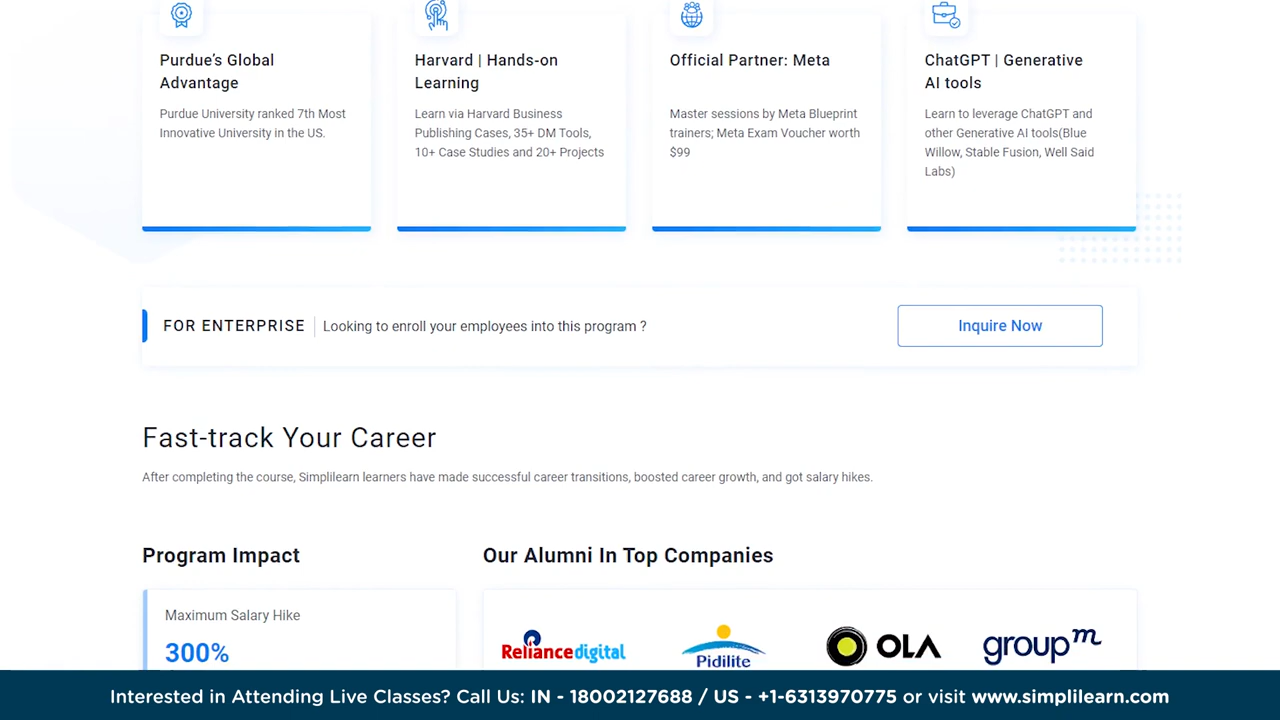 Purdue's Global
Advantage
Purdue University ranked 7th Most
Innovative University in the US.
Harvard | Hands-on
Learning
Learn via Harvard Business
Publishing Cases, 35+ DM Tools,
10+ Case Studies and 20+ Projects
Official Partner: Meta
Master sessions by Meta Blueprint
trainers; Meta Exam Voucher worth
$99
ChatGPT | Generative
AI tools
Learn to leverage ChatGPT and
other Generative AI tools(Blue
Willow, Stable Fusion, Well Said
Labs)
FOR ENTERPRISE
Looking to enroll your employees into this program ?
Inquire Now
Fast-track Your Career
After completing the course, Simplilearn learners have made successful career transitions, boosted career growth, and got salary hikes.
Program Impact
Maximum Salary Hike
300%
Our Alumni In Top Companies
Reliance digital
Pidilite
OLA
groupm
Interested in Attending Live Classes? Call Us: IN - 18002127688 / US - +1-6313970775 or visit www.simplilearn.com